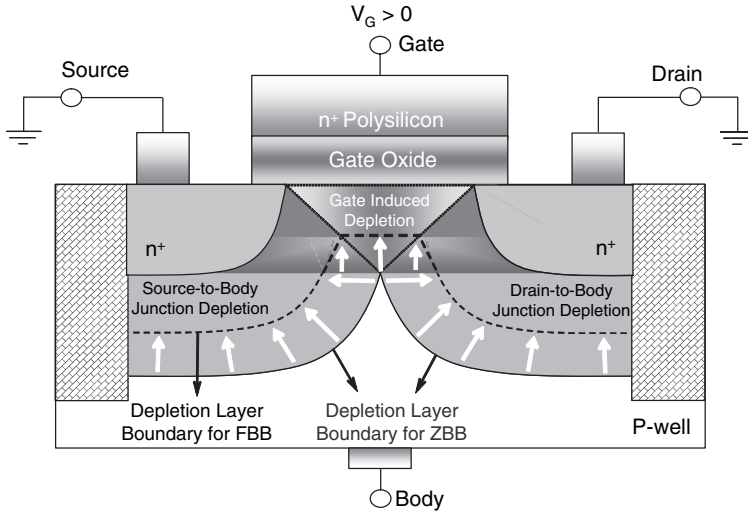 V_G > 0
Gate
Source
Drain
n+ Polysilicon
Gate Oxide
Gate Induced
Depletion
n+
n+
Source-to-Body
Junction Depletion
Drain-to-Body
Junction Depletion
Depletion Layer
Boundary for FBB
Depletion Layer
Boundary for ZBB
P-well
Body